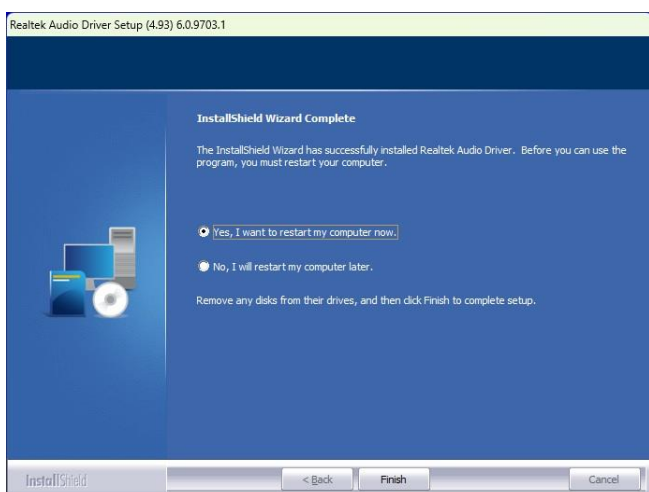 Realtek Audio Driver Setup (4.93) 6.0.9703.1
InstallShield Wizard Complete
The InstallShield Wizard has successfully installed Realtek Audio Driver. Before you can use the
program, you must restart your computer.
Yes, I want to restart my computer now.
No, I will restart my computer later.
Remove any disks from their drives, and then click Finish to complete setup.
InstallShield
< Back
Finish
Cancel